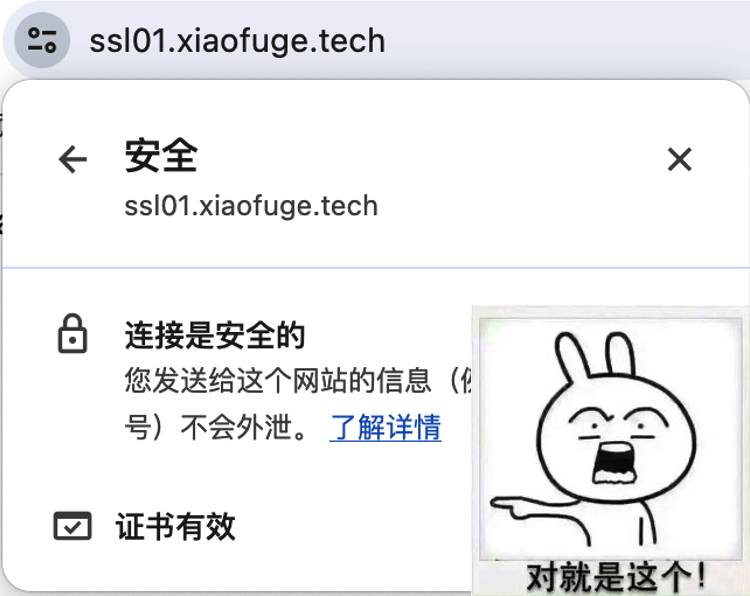 ssl01.xiaofuge.tech
安全
ssl01.xiaofuge.tech
连接是安全的
您发送给这个网站的信息（
号）不会外泄。 了解详情
证书有效
对就是这个！